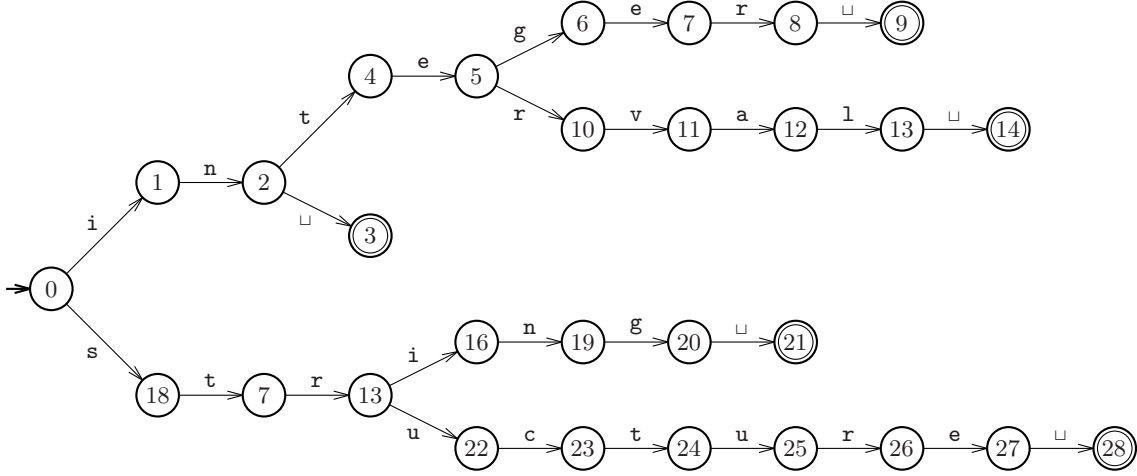 g 6 e 7 r 8 ␣ 9
4 e 5
t r 10 v 11 a 12 l 13 ␣ 14
1 n 2
i ␣ 3
0
s i 16 n 19 g 20 ␣ 21
18 t 7 r 13
u 22 c 23 t 24 u 25 r 26 e 27 ␣ 28